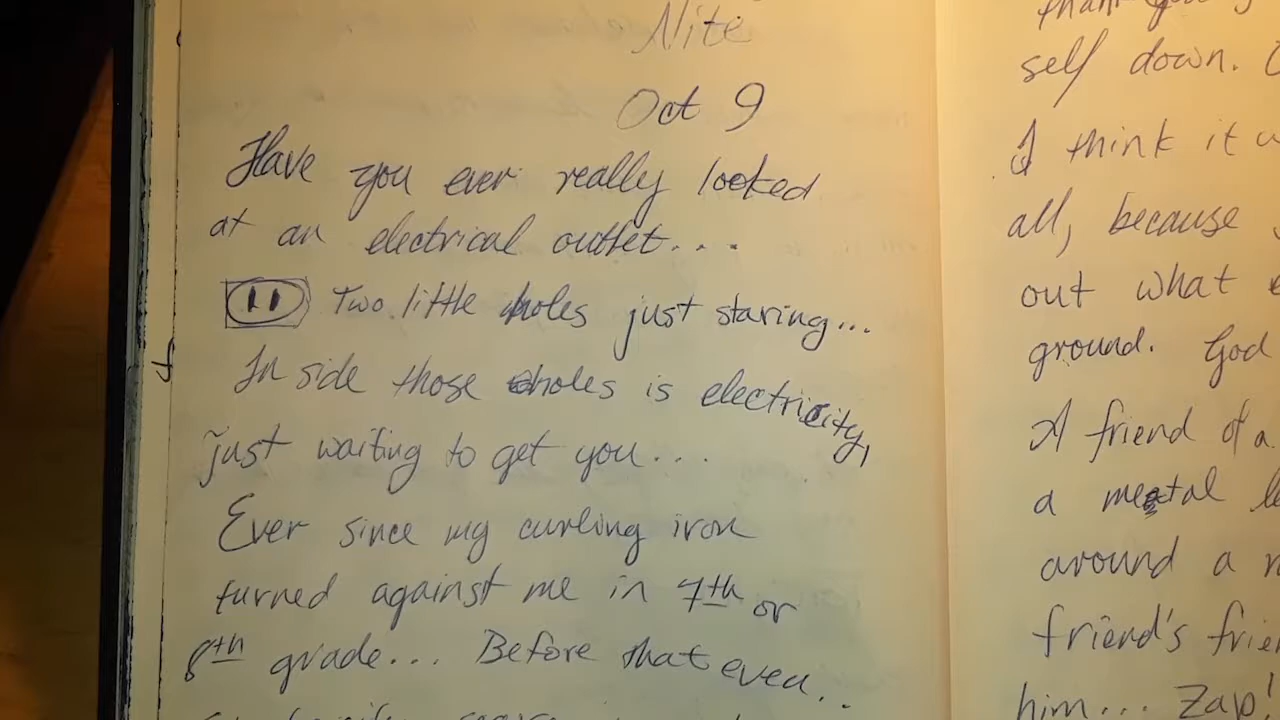 Nite
Oct 9
Have you ever really looked
at an electrical outlet...
Two little holes just staring...
In side those holes is electricity,
just waiting to get you...
Ever since my curling iron
turned against me in 7th or
8th grade... Before that even...
than
self down.
I think it
all, because
out what
ground. God
A friend of a
a metal
around a
friend's
him... Zap!